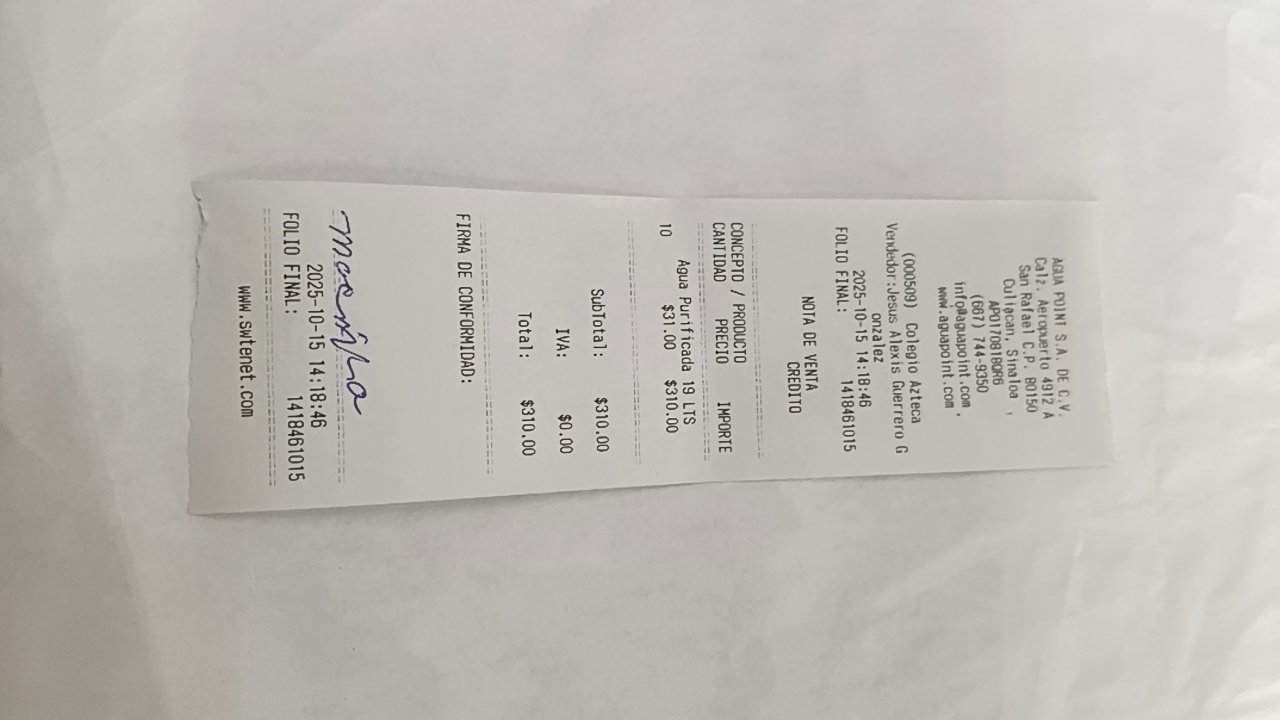 AGUA POINT S.A. DE C.V.
Calz. Aeropuerto 4912 A
San Rafael C.P. 80150
Culiacan, Sinaloa ,
APO170818QR6
(667) 744-9350
info@aguapoint.com ,
www.aguapoint.com
(000509) Colegio Azteca
Vendedor:Jesus Alexis Guerrero G
onzalez
2025-10-15 14:18:46
FOLIO FINAL: 1418461015
NOTA DE VENTA
CREDITO
CONCEPTO / PRODUCTO
CANTIDAD PRECIO IMPORTE
Agua Purificada 19 LTS
10 $31.00 $310.00
SubTotal: $310.00
IVA: $0.00
Total: $310.00
FIRMA DE CONFORMIDAD:
2025-10-15 14:18:46
FOLIO FINAL: 1418461015
www.swtenet.com